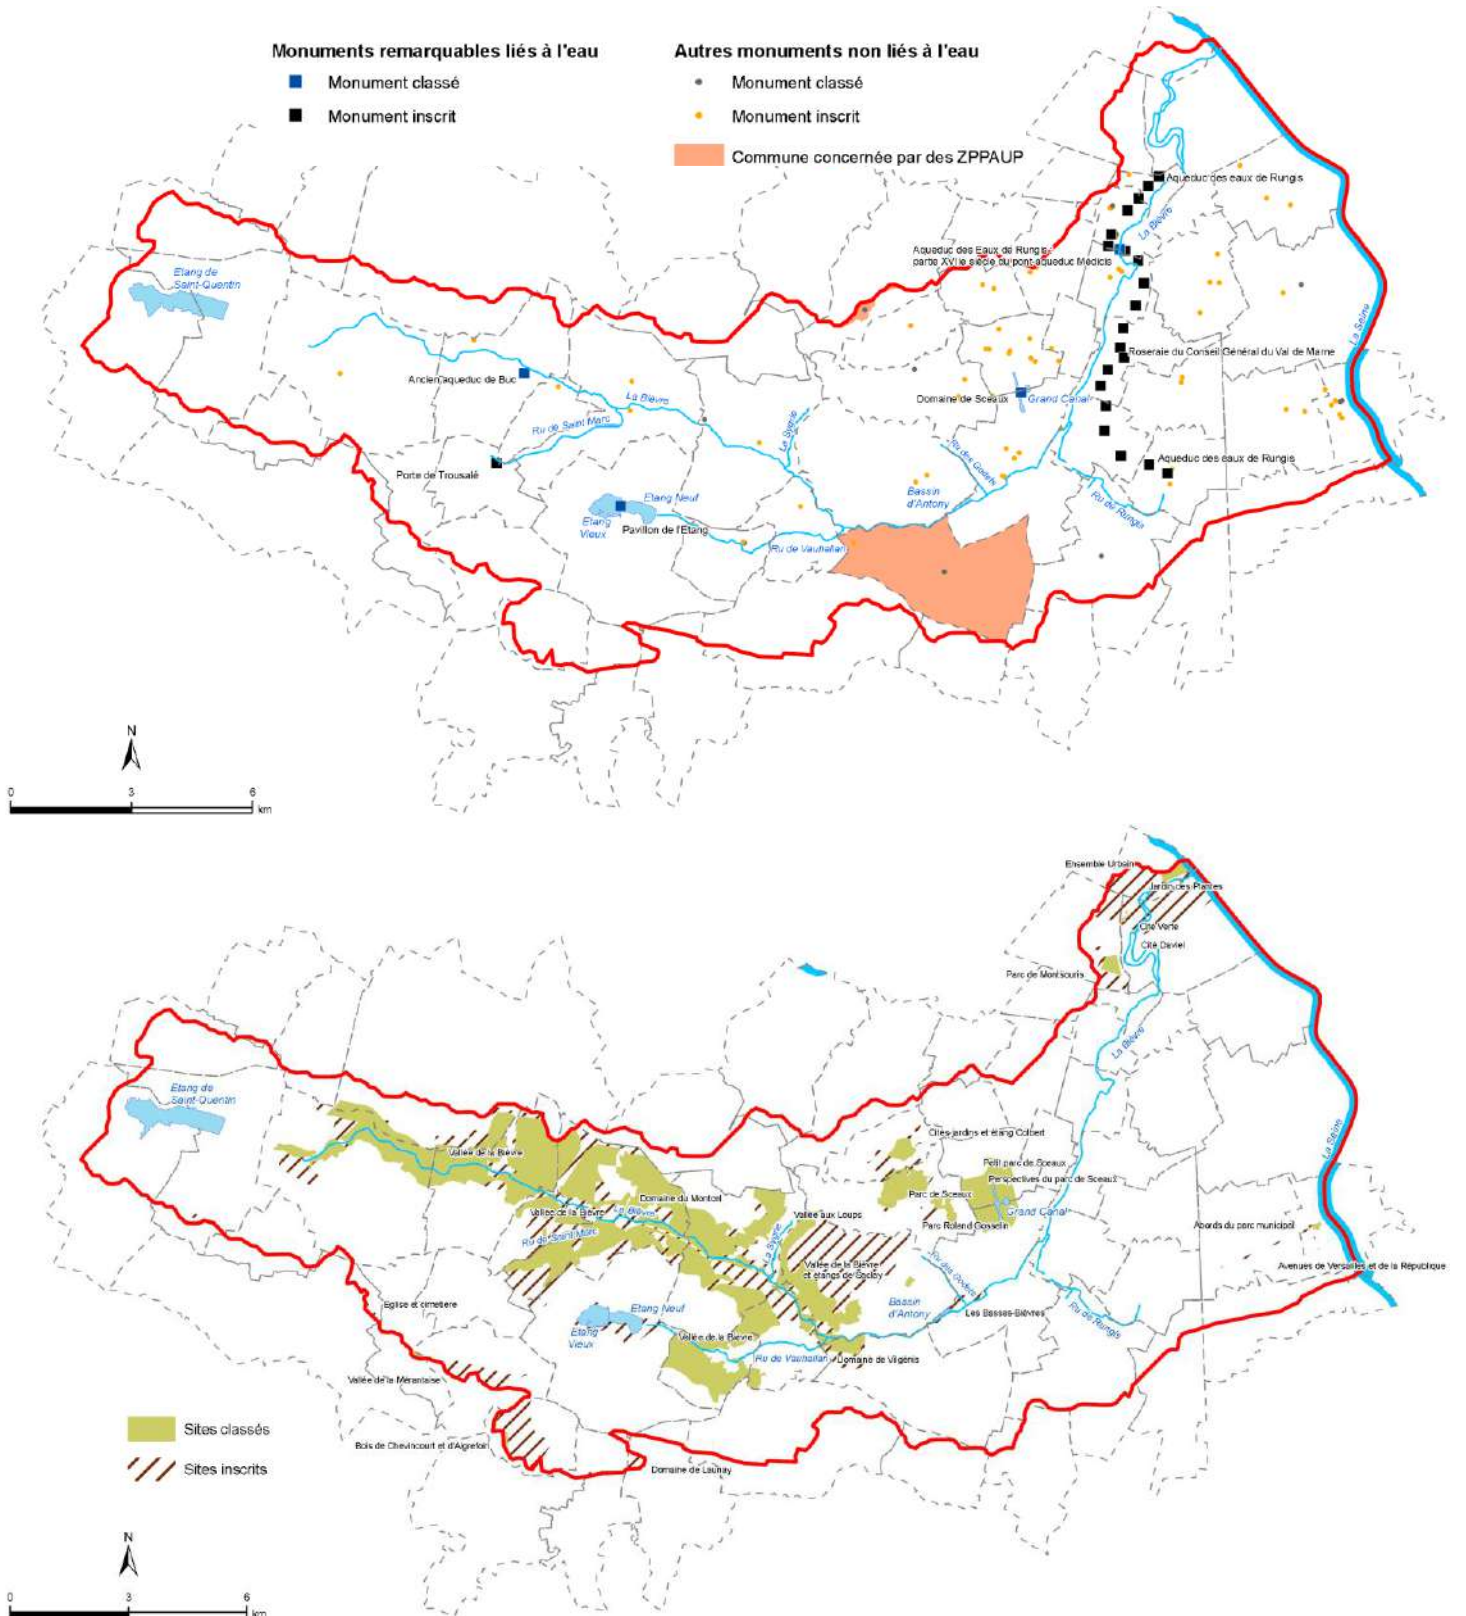 Monuments remarquables liés à l'eau
Monument classé
Monument inscrit
Autres monuments non liés à l'eau
Monument classé
Monument inscrit
Commune concernée par des ZPPAUP
Aqueduc des eaux de Rungis
La Bièvre
Aqueduc des Eaux de Rungis-
partie XVIIe siècle du pont-aqueduc Médicis
Etang de
Saint-Quentin
La Seine
Roseraie du Conseil Général du Val de Marne
Ancien aqueduc de Buc
La Bièvre
Domaine de Sceaux
Grand Canal
Ru de Saint Marc
La Sygrie
Ru des Godets
Aqueduc des eaux de Rungis
Porte de Trousalé
Bassin
d'Antony
Ru de Rungis
Etang Neuf
Etang
Vieux
Pavillon de l'Etang
Ru de Vauhallan
N
0 3 6
km
Ensemble Urbain
Jardin des Plantes
Cité Verte
Cité Daviel
Parc de Montsouris
La Bièvre
Etang de
Saint-Quentin
La Seine
Cités-jardins et étang Colbert
Vallée de la Bièvre
Petit parc de Sceaux
Perspectives du parc de Sceaux
Domaine du Montcel
Parc de Sceaux
Vallée de la Bièvre
La Bièvre
Vallée aux Loups
Grand Canal
Parc Roland Gosselin
Abords du parc municipal
Ru de Saint Marc
La Sygrie
Vallée de la Bièvre
et étangs de Saclay
Ru des Godets
Avenues de Versailles et de la République
Eglise et cimetière
Etang Neuf
Bassin
d'Antony
Les Basses-Bièvres
Ru de Rungis
Etang
Vieux
Vallée de la Bièvre
Ru de Vauhallan
Domaine de Vilgénis
Vallée de la Mérantaise
Sites classés
Bois de Chevincourt et d'Aigrefoin
Sites inscrits
Domaine de Launay
N
0 3 6
km